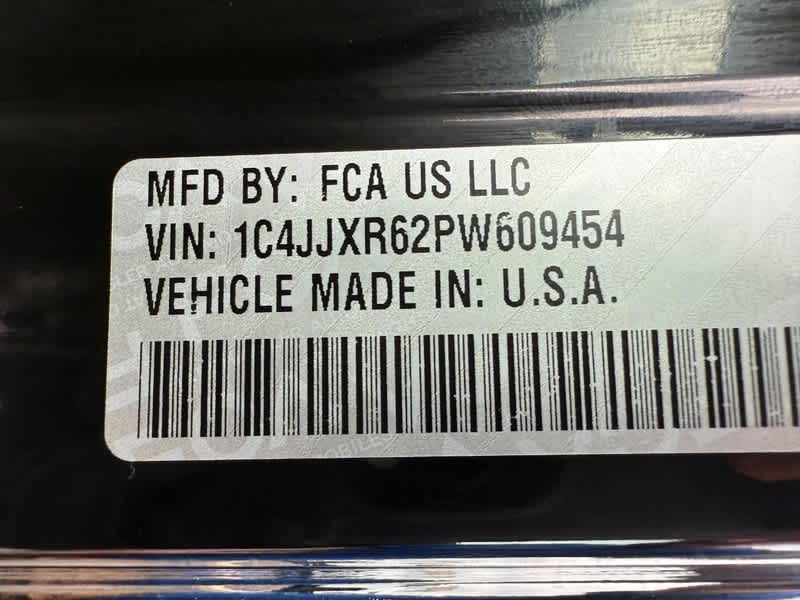 MFD BY: FCA US LLC
VIN: 1C4JJXR62PW609454
VEHICLE MADE IN: U.S.A.